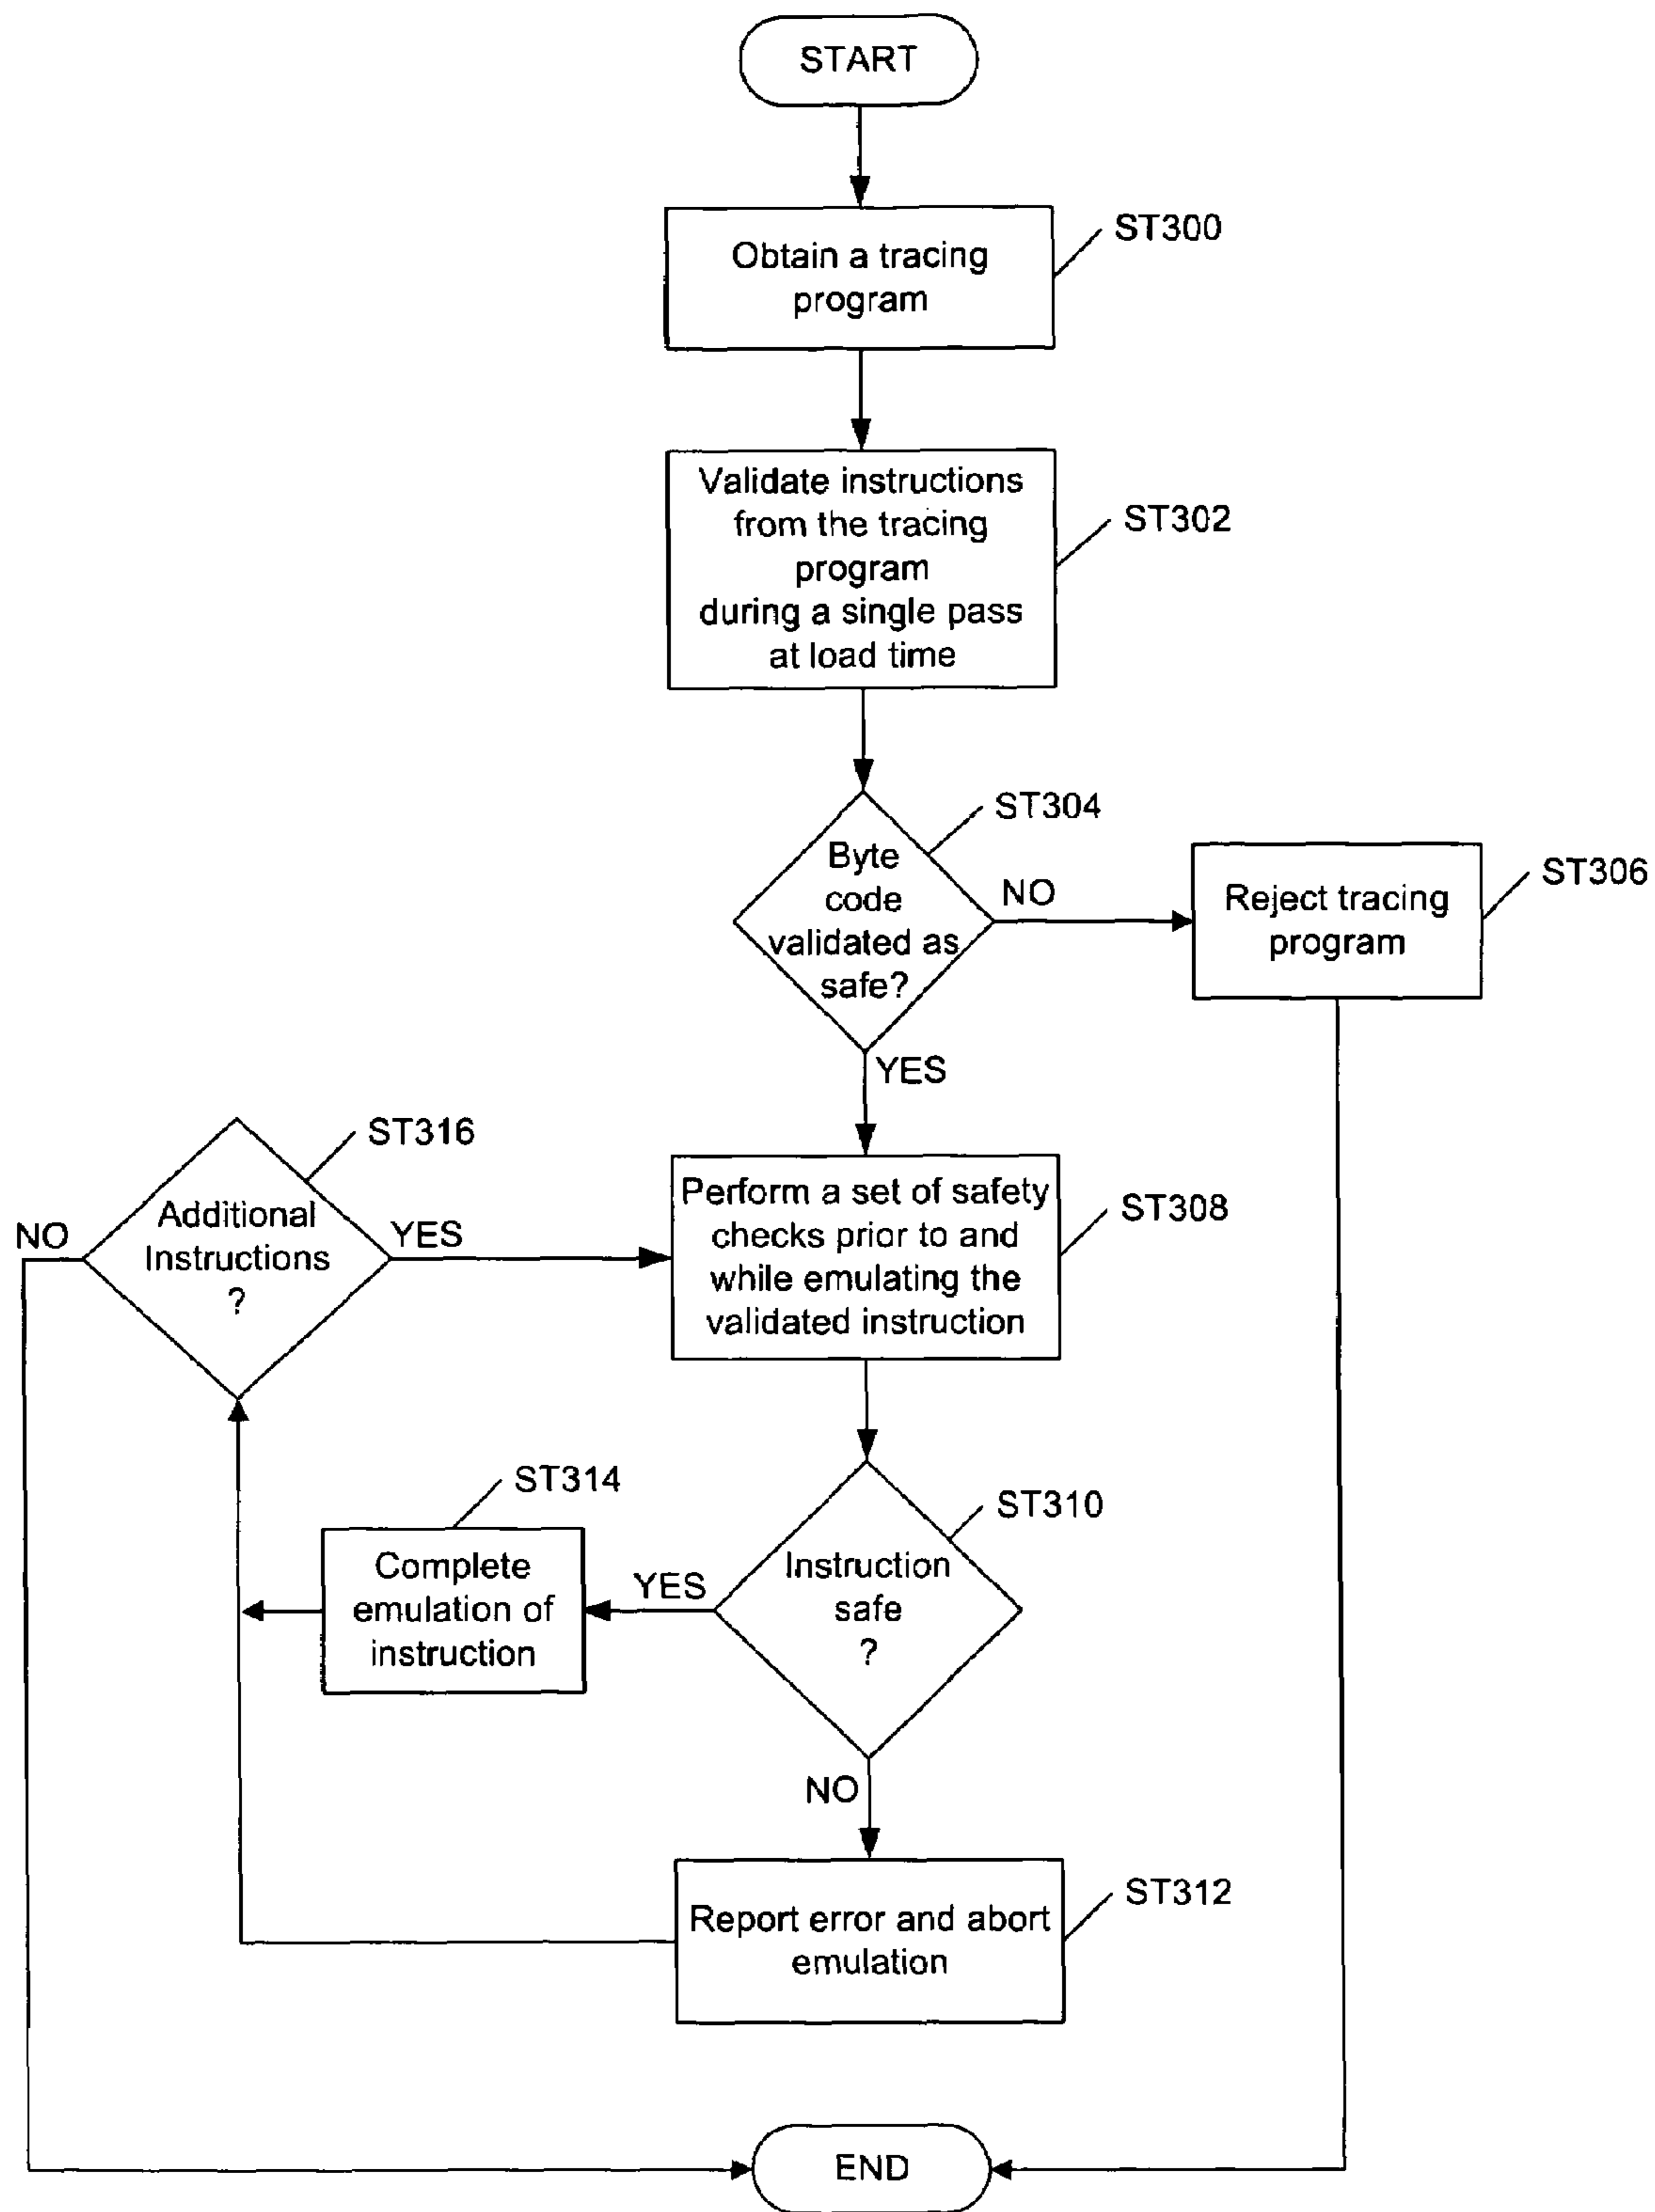 START
Obtain a tracing
program
ST300
Validate instructions
from the tracing
program
during a single pass
at load time
ST302
Byte
code
validated as
safe?
ST304
NO
Reject tracing
program
ST306
YES
Additional
Instructions
?
ST316
NO
YES
Perform a set of safety
checks prior to and
while emulating the
validated instruction
ST308
Complete
emulation of
instruction
ST314
YES
Instruction
safe
?
ST310
NO
Report error and abort
emulation
ST312
END